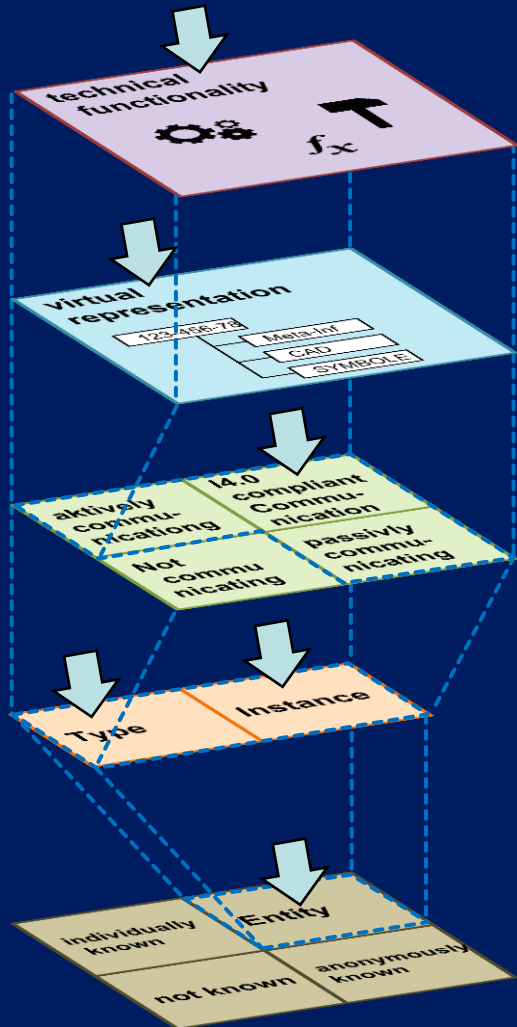 technical
functionality
fx
virtual
representation
123-456-78
Meta-Inf
CAD
SYMBOLE
aktively
commu-
nicationg
I4.0
compliant
Commu-
nication
Not
commu
nicating
passivly
commu-
nicating
Type
Instance
individually
known
Entity
not known
anonymously
known